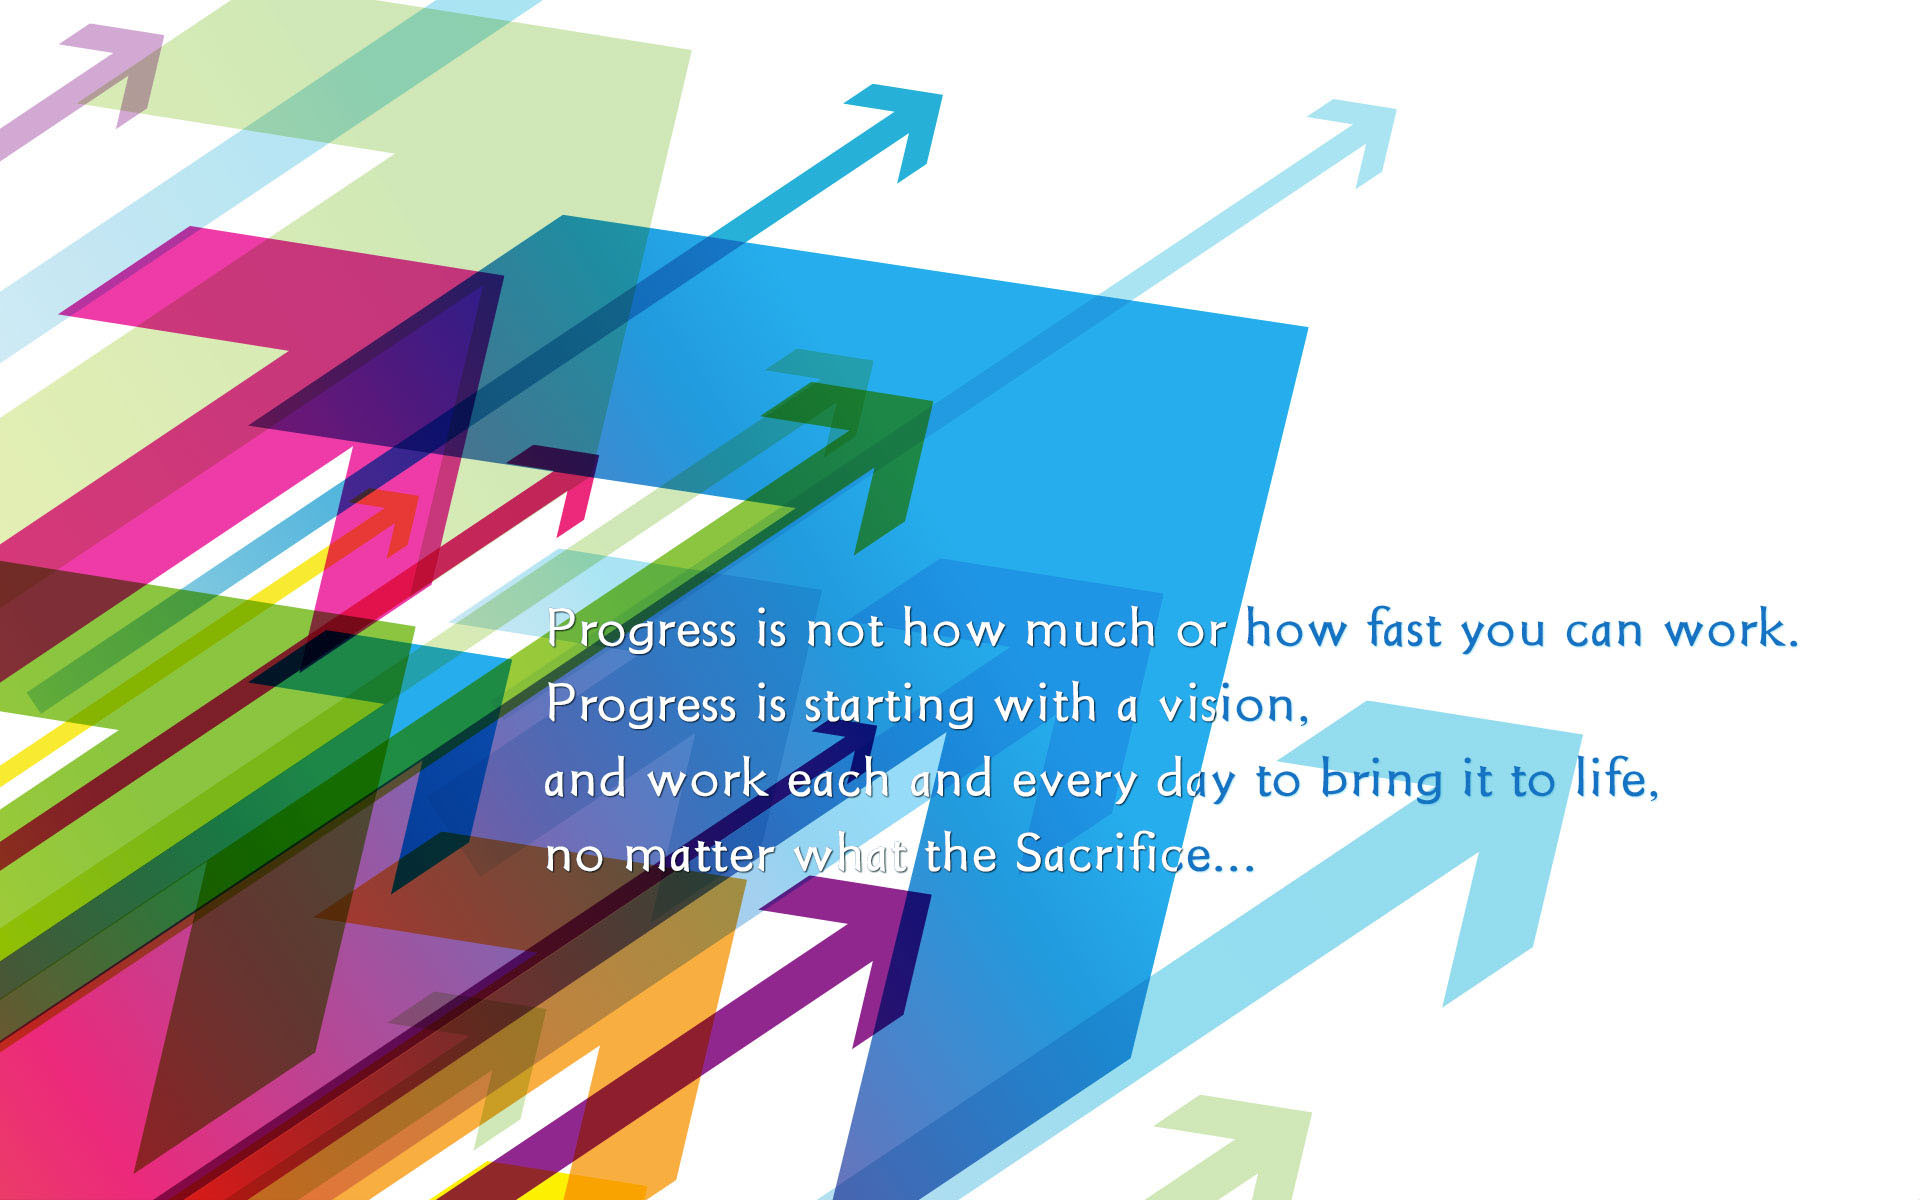 Progress is not how much or how fast you can work.
Progress is starting with a vision,
and work each and every day to bring it to life,
no matter what the Sacrifice...